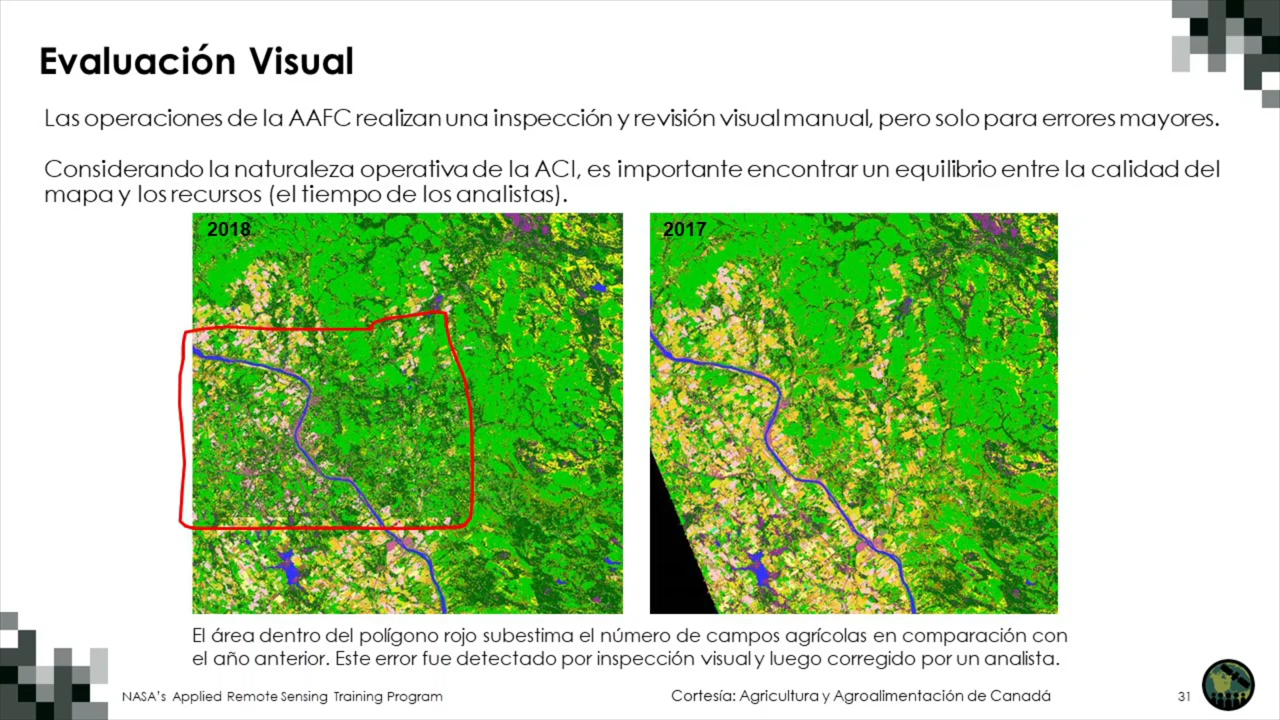 Evaluación Visual
Las operaciones de la AAFC realizan una inspección y revisión visual manual, pero solo para errores mayores.
Considerando la naturaleza operativa de la ACI, es importante encontrar un equilibrio entre la calidad del
mapa y los recursos (el tiempo de los analistas).
2018
2017
El área dentro del polígono rojo subestima el número de campos agrícolas en comparación con
el año anterior. Este error fue detectado por inspección visual y luego corregido por un analista.
NASA's Applied Remote Sensing Training Program
Cortesía: Agricultura y Agroalimentación de Canadá
31